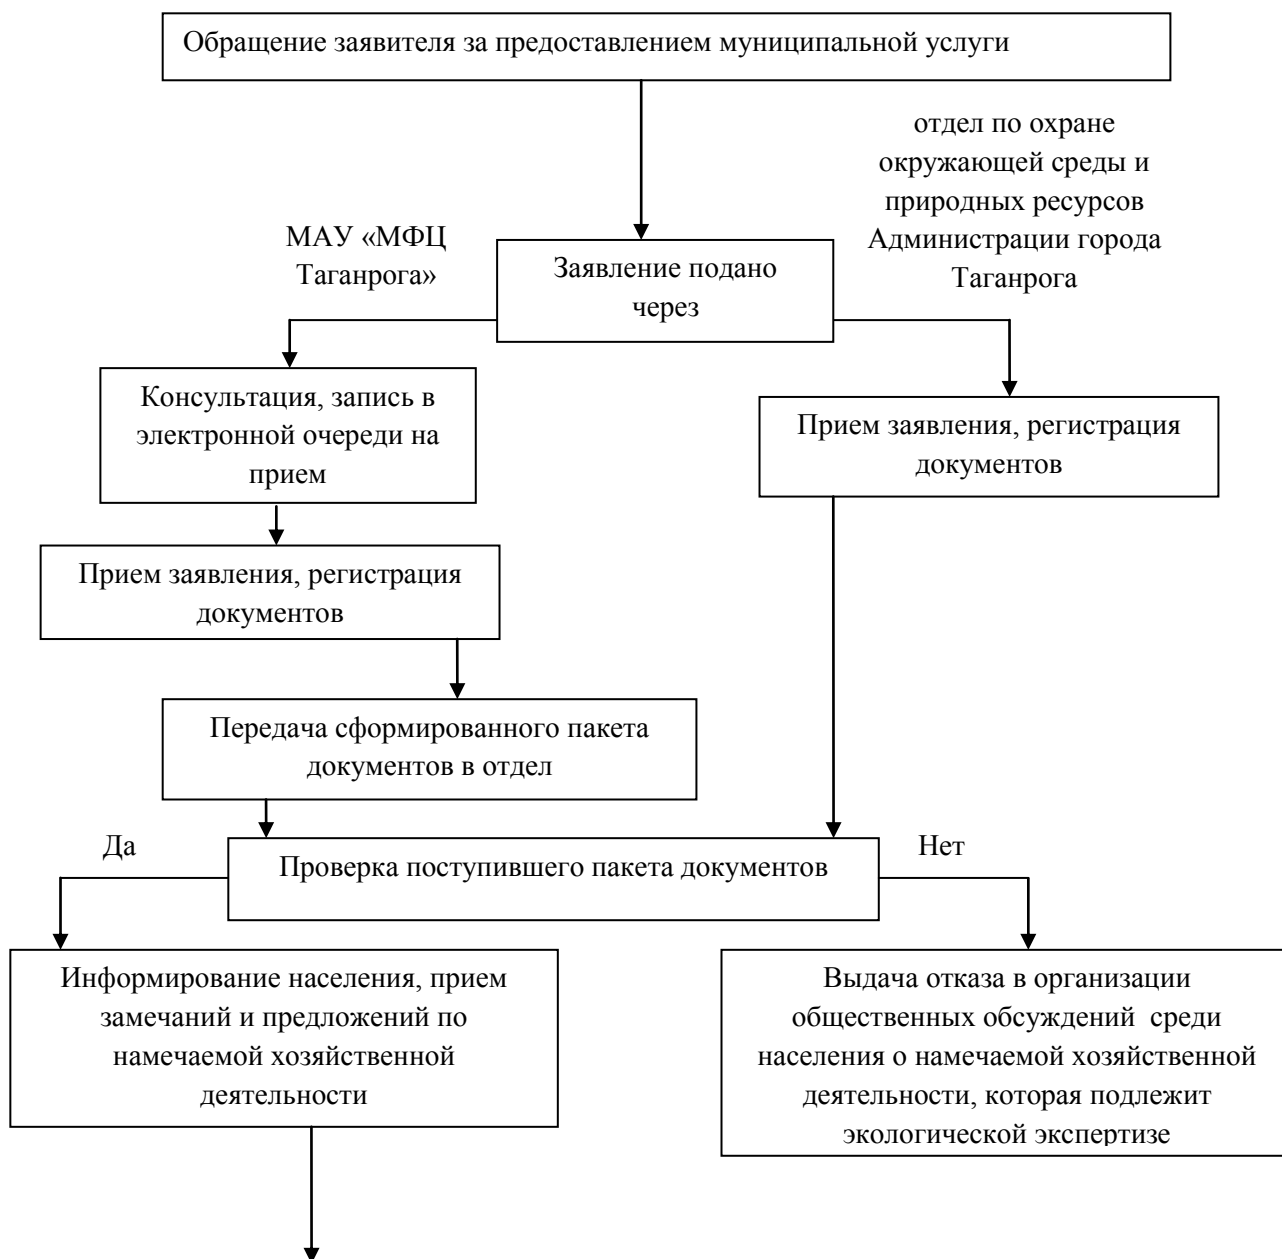 Обращение заявителя за предоставлением муниципальной услуги
отдел по охране
окружающей среды и
природных ресурсов
Администрации города
Таганрога
МАУ «МФЦ
Таганрога»
Заявление подано
через
Консультация, запись в
электронной очереди на
прием
Прием заявления, регистрация
документов
Прием заявления, регистрация
документов
Передача сформированного пакета
документов в отдел
Да
Проверка поступившего пакета документов
Нет
Информирование населения, прием
замечаний и предложений по
намечаемой хозяйственной
деятельности
Выдача отказа в организации
общественных обсуждений среди
населения о намечаемой хозяйственной
деятельности, которая подлежит
экологической экспертизе